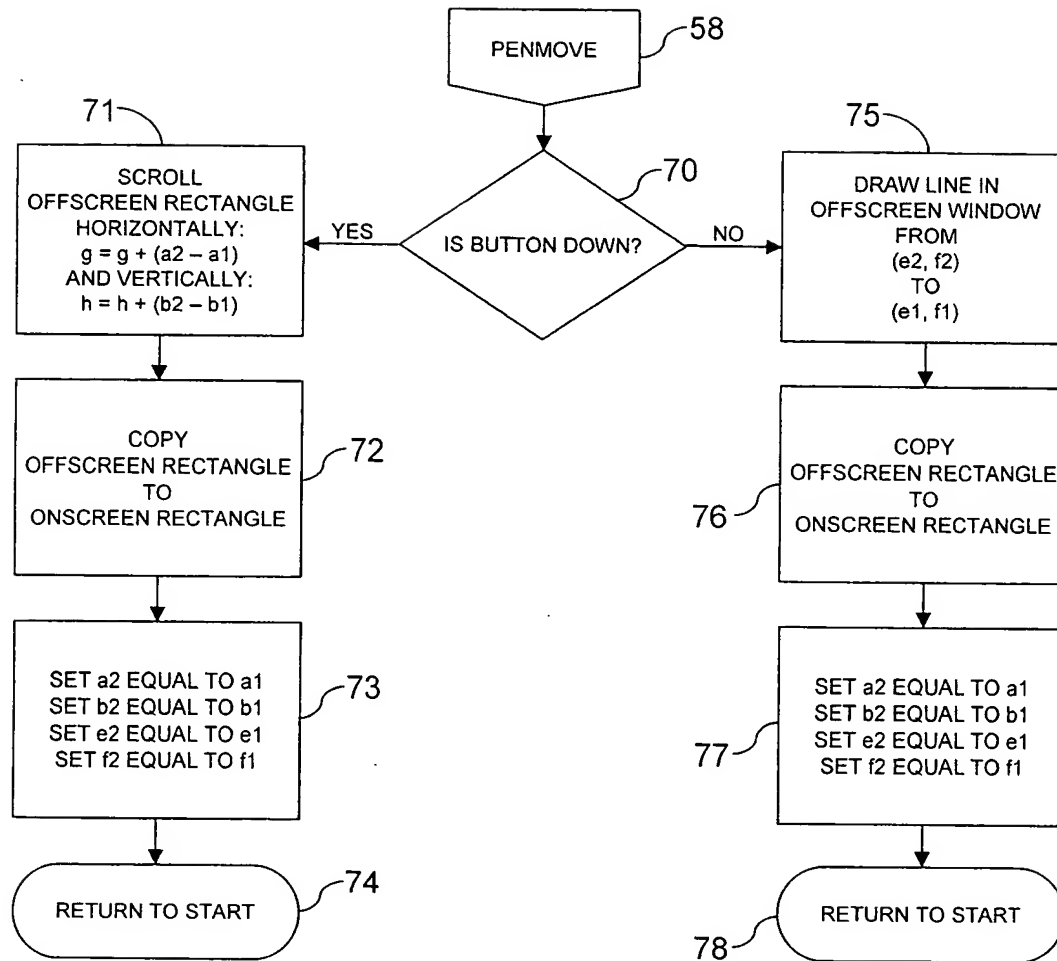 PENMOVE
58
70
IS BUTTON DOWN?
YES
NO
71
SCROLL
OFFSCREEN RECTANGLE
HORIZONTALLY:
g = g + (a2 – a1)
AND VERTICALLY:
h = h + (b2 – b1)
COPY
OFFSCREEN RECTANGLE
TO
ONSCREEN RECTANGLE
72
SET a2 EQUAL TO a1
SET b2 EQUAL TO b1
SET e2 EQUAL TO e1
SET f2 EQUAL TO f1
73
RETURN TO START
74
75
DRAW LINE IN
OFFSCREEN WINDOW
FROM
(e2, f2)
TO
(e1, f1)
COPY
OFFSCREEN RECTANGLE
TO
ONSCREEN RECTANGLE
76
SET a2 EQUAL TO a1
SET b2 EQUAL TO b1
SET e2 EQUAL TO e1
SET f2 EQUAL TO f1
77
RETURN TO START
78